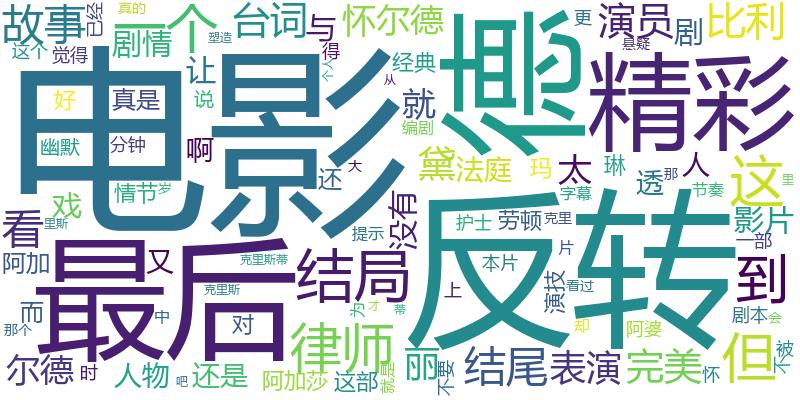 故事
已经
一个
台词
与
怀尔德
更
演员
比利
真的
塑造
这个
觉得
剧情
得
个人
经典
悬疑
剧
让
好
真是
说
从
就
编剧
电影
您
精彩
幽默
分钟
啊
还
大
黛
法庭
玛
琳
太
透
那
人
这
里
戏
情节
岁
没有
字幕
节奏
看
里斯
提示
护士
劳顿
克里
影片
一部
阿加
又
克里斯蒂
最后
结局
反转
本片
片
到
克里斯
上
演技
看过
而
那个
中
对
为
才
蒂
律师
却
阿婆
剧本
会
尔德
时
人物
吧
还是
阿加莎
这部
就是
丽
不要
结尾
表演
完美
怀
但
不
被